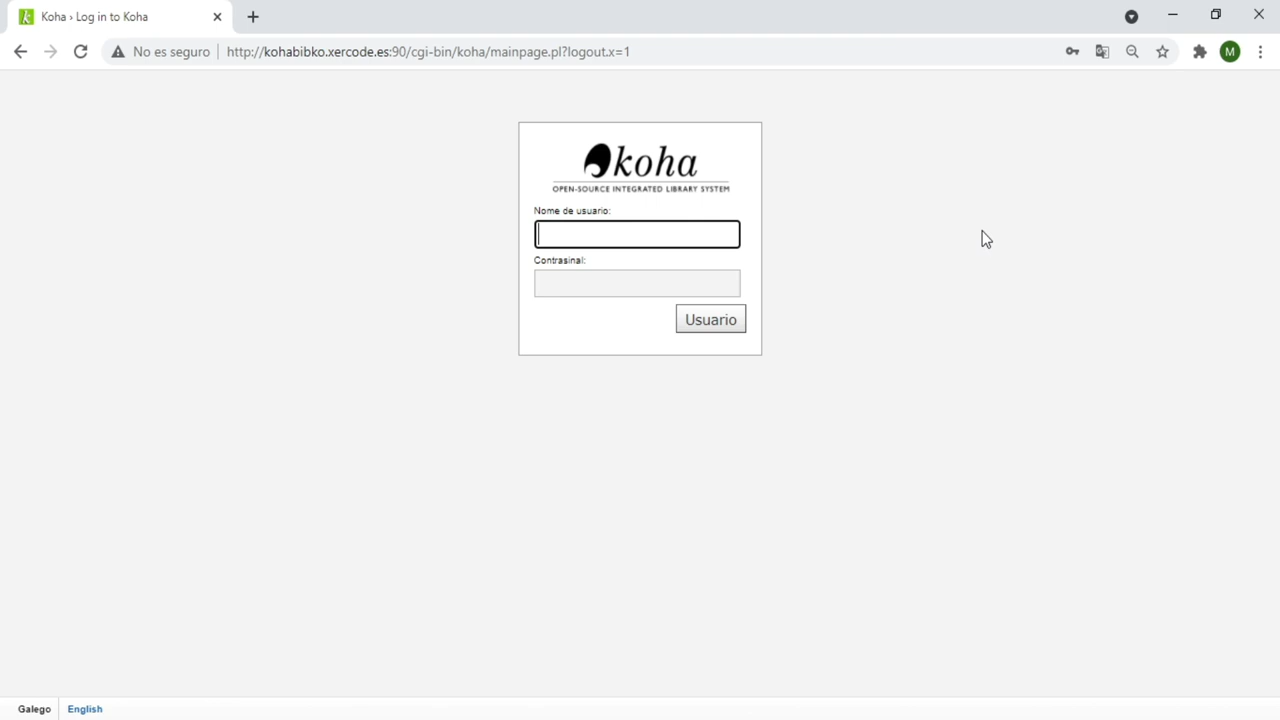 Koha › Log in to Koha
No es seguro
http://kohabibko.xercode.es:90/cgi-bin/koha/mainpage.pl?logout.x=1
M
koha
OPEN-SOURCE INTEGRATED LIBRARY SYSTEM
Nome de usuario:
Contrasinal:
Usuario
Galego English